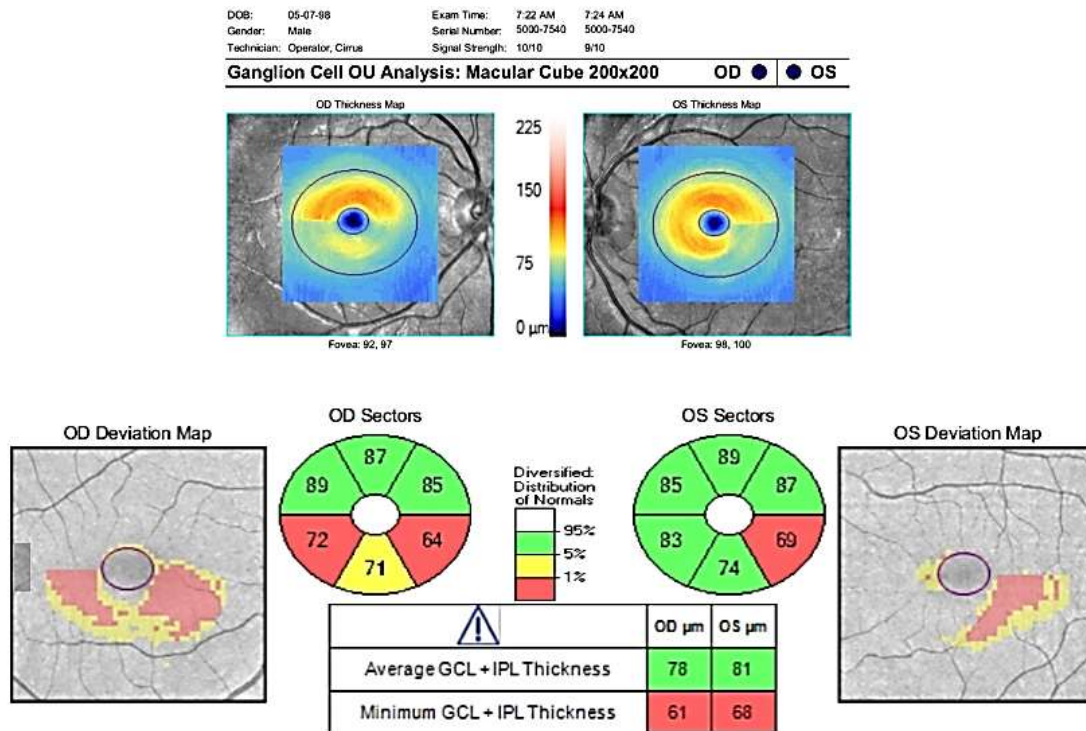 DOB: 05-07-98 Exam Time: 7:22 AM 7:24 AM
Gender: Male Serial Number: 5000-7540 5000-7540
Technician: Operator, Cirrus Signal Strength: 10/10 9/10
Ganglion Cell OU Analysis: Macular Cube 200x200 OD OS
OD Thickness Map OS Thickness Map
225
150
75
0 µm
Fovea: 92, 97 Fovea: 98, 100
OD Deviation Map OD Sectors OS Sectors OS Deviation Map
87
89 85
72 64
71
Diversified:
Distribution
of Normals
95%
5%
1%
89
85 87
83 69
74
OD µm OS µm
Average GCL + IPL Thickness 78 81
Minimum GCL + IPL Thickness 61 68